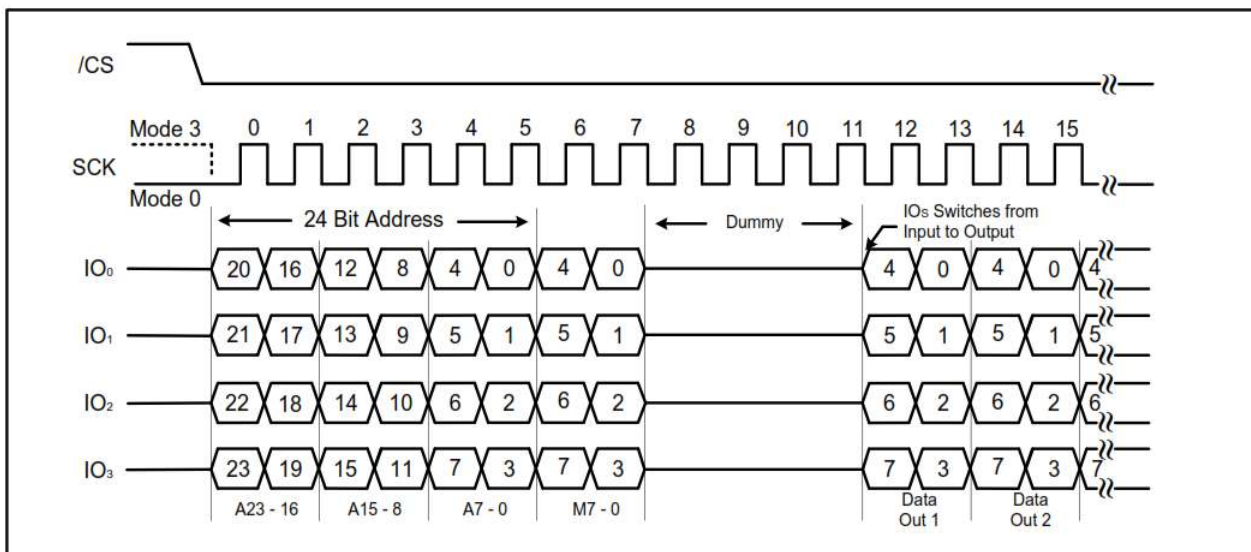 /CS
Mode 3 0 1 2 3 4 5 6 7 8 9 10 11 12 13 14 15
SCK
Mode 0
24 Bit Address Dummy IOs Switches from
Input to Output
IO0 20 16 12 8 4 0 4 0 4 0 4 0 4
IO1 21 17 13 9 5 1 5 1 5 1 5 1 5
IO2 22 18 14 10 6 2 6 2 6 2 6 2 6
IO3 23 19 15 11 7 3 7 3 7 3 7 3 7
A23 - 16 A15 - 8 A7 - 0 M7 - 0 Data Data
Out 1 Out 2